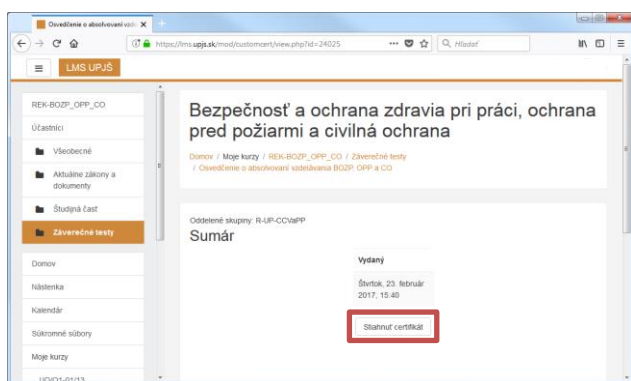 Osvedčenie o absolvovaní vzde
https://lms.upjs.sk/mod/customcert/view.php?id=24025
Hľadať
LMS UPJŠ
REK-BOZP_OPP_CO
Účastníci
Všeobecné
Aktuálne zákony a
dokumenty
Študijná časť
Záverečné testy
Domov
Nástenka
Kalendár
Súkromné súbory
Moje kurzy
Bezpečnosť a ochrana zdravia pri práci, ochrana
pred požiarmi a civilná ochrana
Domov / Moje kurzy / REK-BOZP_OPP_CO / Záverečné testy
/ Osvedčenie o absolvovaní vzdelávania BOZP, OPP a CO
Oddelené skupiny: R-UP-CCVaPP
Sumár
Vydaný
Štvrtok, 23. február
2017, 15:40
Stiahnuť certifikát